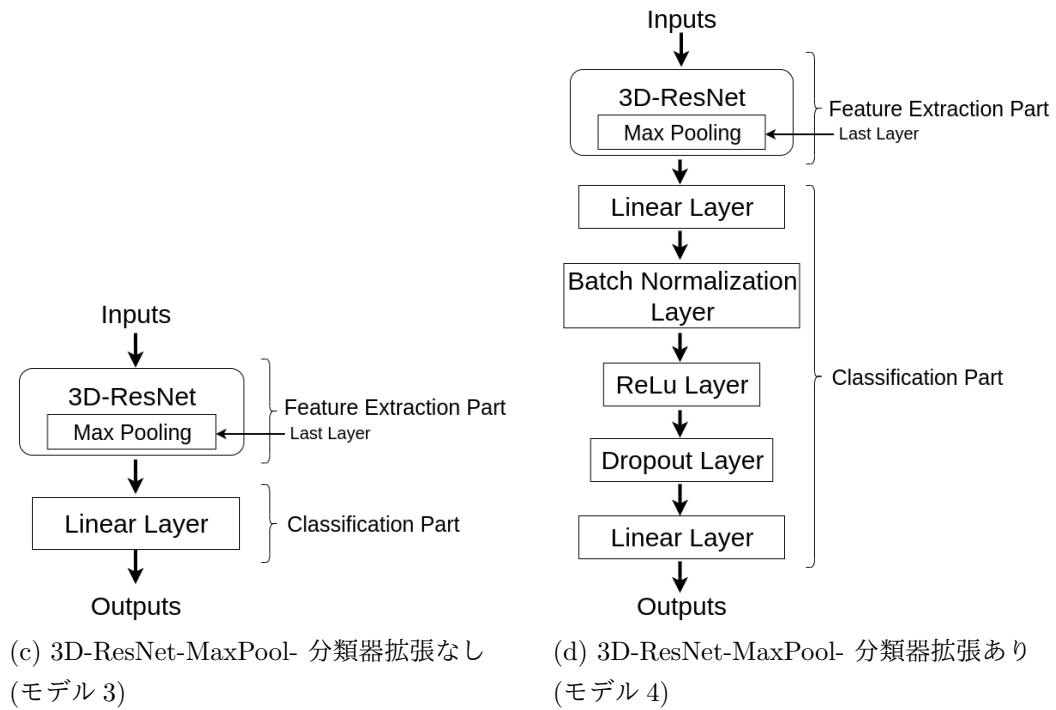 Inputs
3D-ResNet
Max Pooling
Feature Extraction Part
Last Layer
Linear Layer
Classification Part
Outputs
(c) 3D-ResNet-MaxPool- 分類器拡張なし
(モデル 3)
Inputs
3D-ResNet
Max Pooling
Feature Extraction Part
Last Layer
Linear Layer
Batch Normalization
Layer
ReLu Layer
Classification Part
Dropout Layer
Linear Layer
Outputs
(d) 3D-ResNet-MaxPool- 分類器拡張あり
(モデル 4)